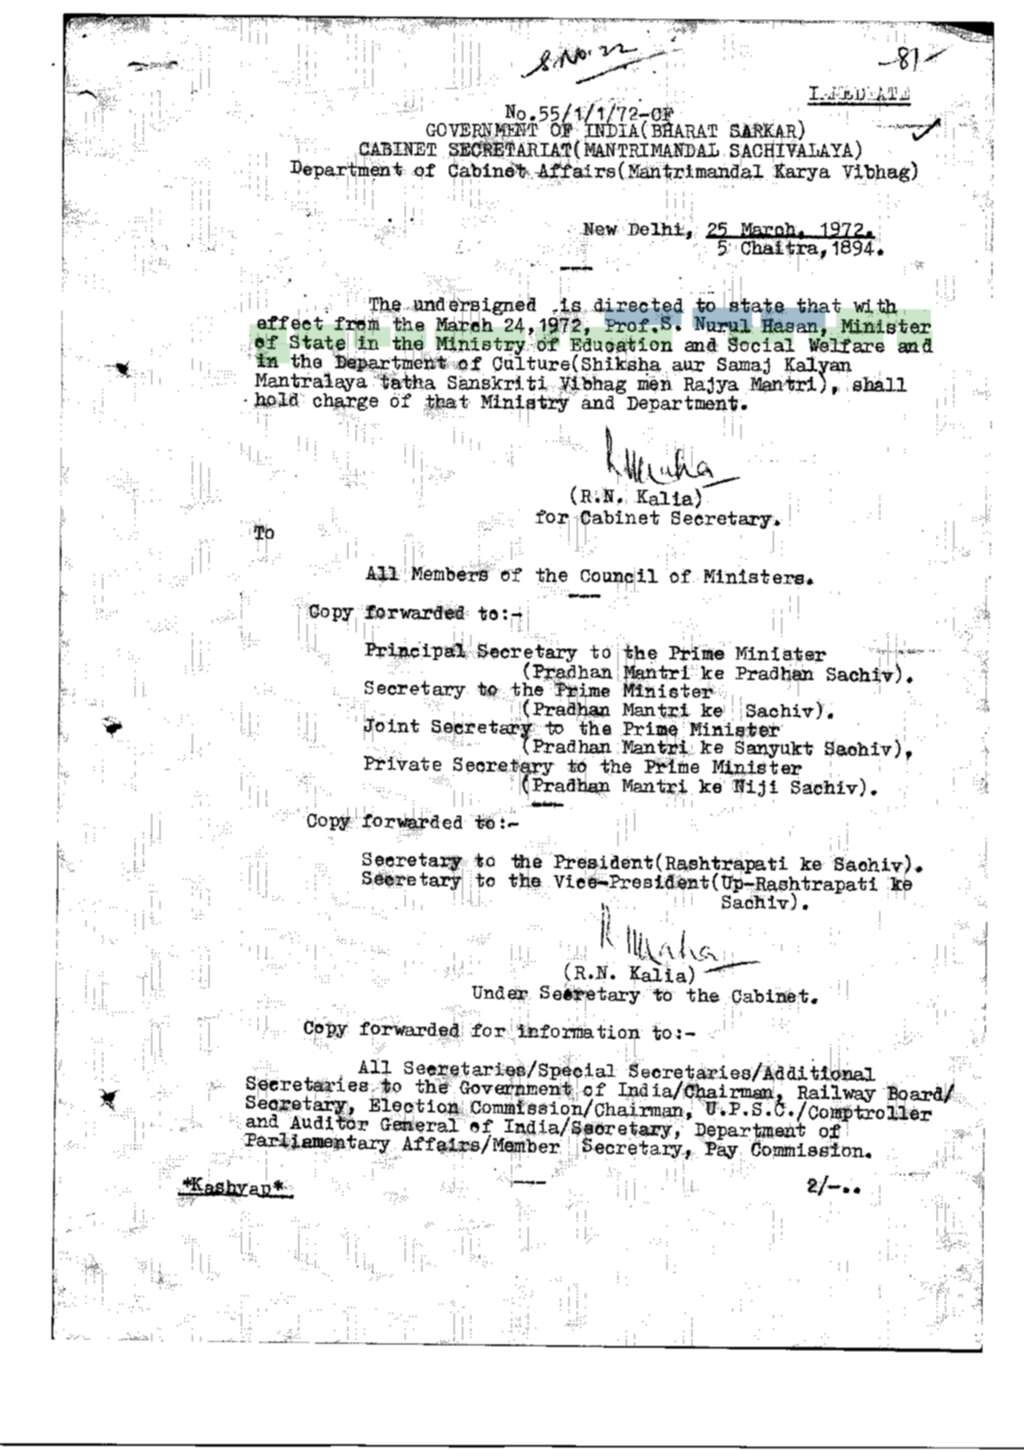 S.No. 22
-81-
IMMEDIATE
No.55/1/1/72-CF
GOVERNMENT OF INDIA(BHARAT SARKAR)
CABINET SECRETARIAT(MANTRIMANDAL SACHIVALAYA)
Department of Cabinet Affairs(Mantrimandal Karya Vibhag)
New Delhi, 25 March, 1972.
5 Chaitra,1894.
The undersigned is directed to state that with
effect from the March 24,1972, Prof.S. Nurul Hasan, Minister
of State in the Ministry of Education and Social Welfare and
in the Department of Culture(Shiksha aur Samaj Kalyan
Mantralaya tatha Sanskriti Vibhag men Rajya Mantri), shall
hold charge of that Ministry and Department.
(R.N. Kalia)
for Cabinet Secretary.
To
All Members of the Council of Ministers.
Copy forwarded to:-
Principal Secretary to the Prime Minister
(Pradhan Mantri ke Pradhan Sachiv).
Secretary to the Prime Minister
(Pradhan Mantri ke Sachiv).
Joint Secretary to the Prime Minister
(Pradhan Mantri ke Sanyukt Sachiv),
Private Secretary to the Prime Minister
(Pradhan Mantri ke Niji Sachiv).
Copy forwarded to:-
Secretary to the President(Rashtrapati ke Sachiv).
Secretary to the Vice-President(Up-Rashtrapati ke
Sachiv).
(R.N. Kalia)
Under Secretary to the Cabinet.
Copy forwarded for information to:-
All Secretaries/Special Secretaries/Additional
Secretaries to the Government of India/Chairman, Railway Board/
Secretary, Election Commission/Chairman, U.P.S.C./Comptroller
and Auditor General of India/Secretary, Department of
Parliamentary Affairs/Member Secretary, Pay Commission.
*Kashyap*
2/-..